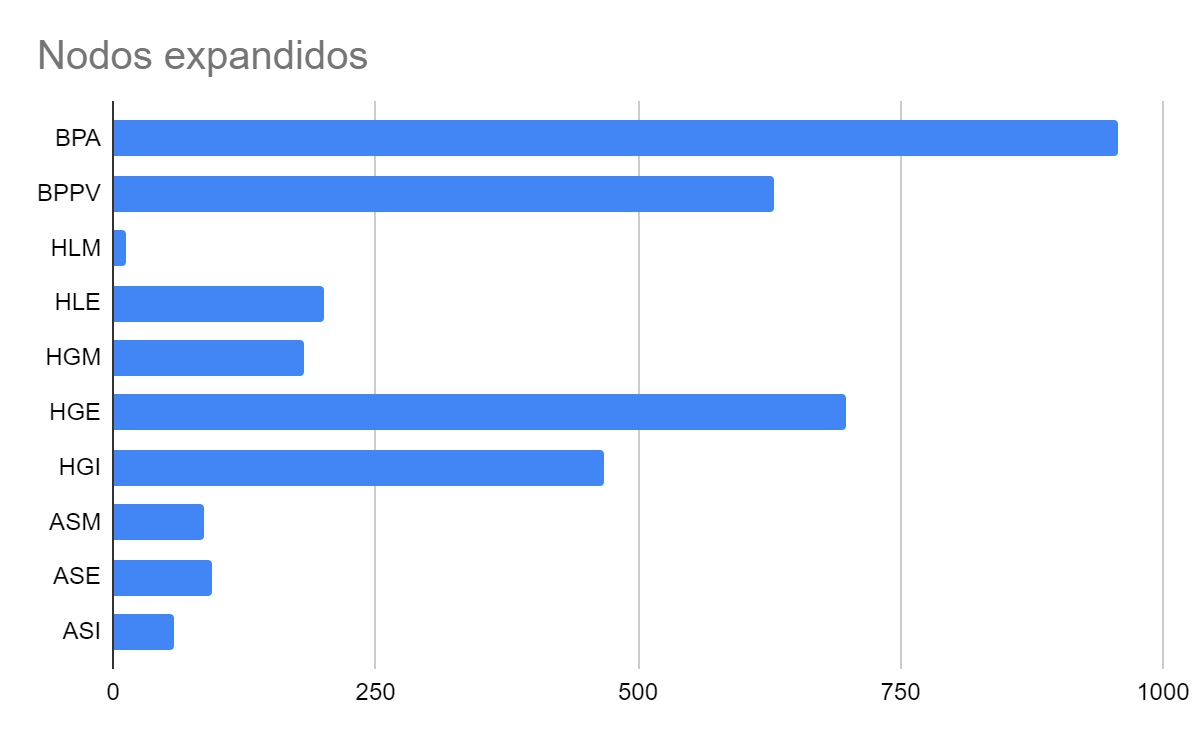 Nodos expandidos
BPA
BPPV
HLM
HLE
HGM
HGE
HGI
ASM
ASE
ASI
0 250 500 750 1000